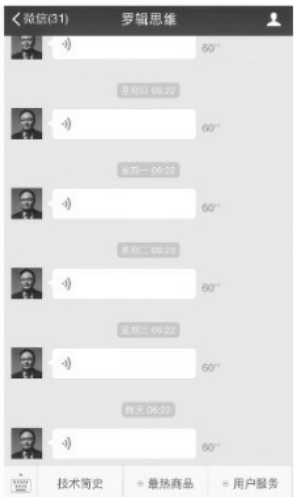 微信(31)
罗辑思维
60''
星期日 06:22
60''
星期一 06:22
60''
星期二 06:23
60''
星期三 06:22
60''
昨天 06:22
60''
技术简史
最热商品
用户服务